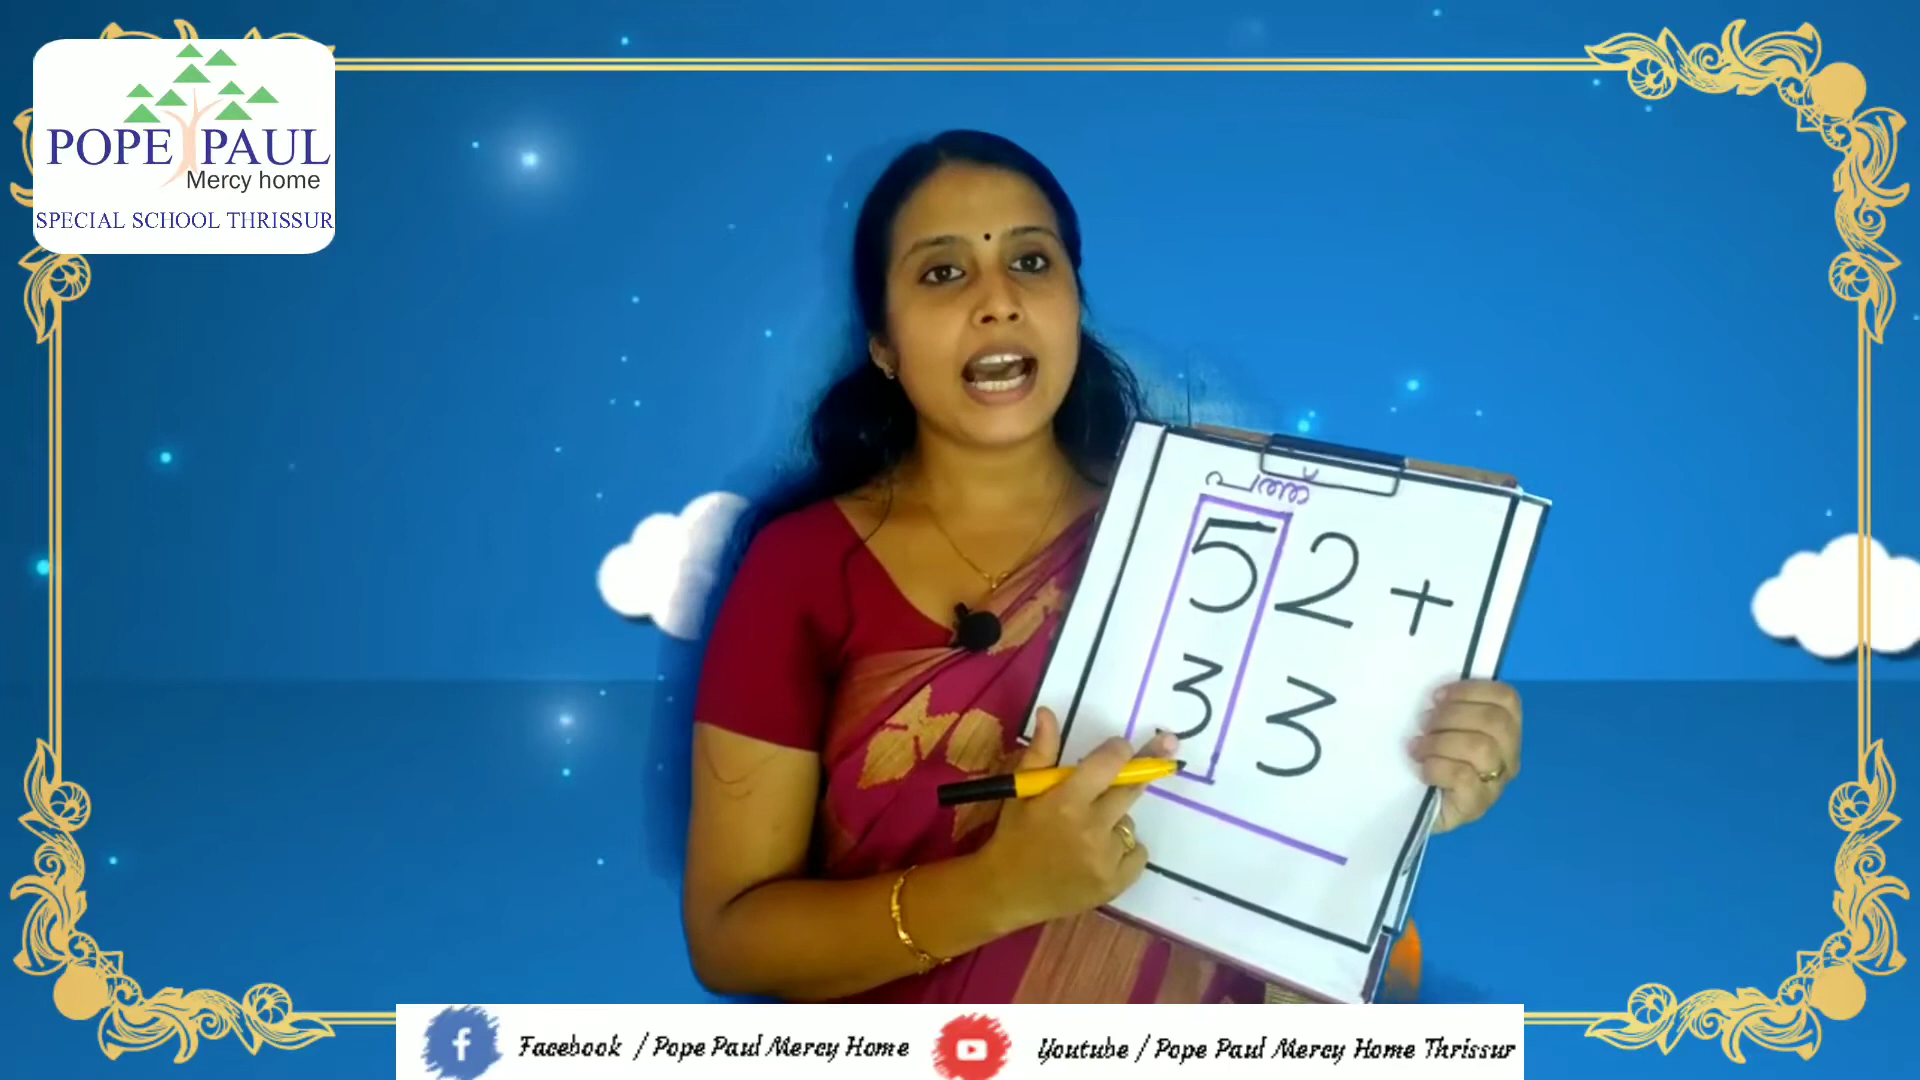 POPE PAUL
Mercy home
SPECIAL SCHOOL THRISSUR
പത്ത്
52+
33
Facebook / Pope Paul Mercy Home
Youtube / Pope Paul Mercy Home Thrissur